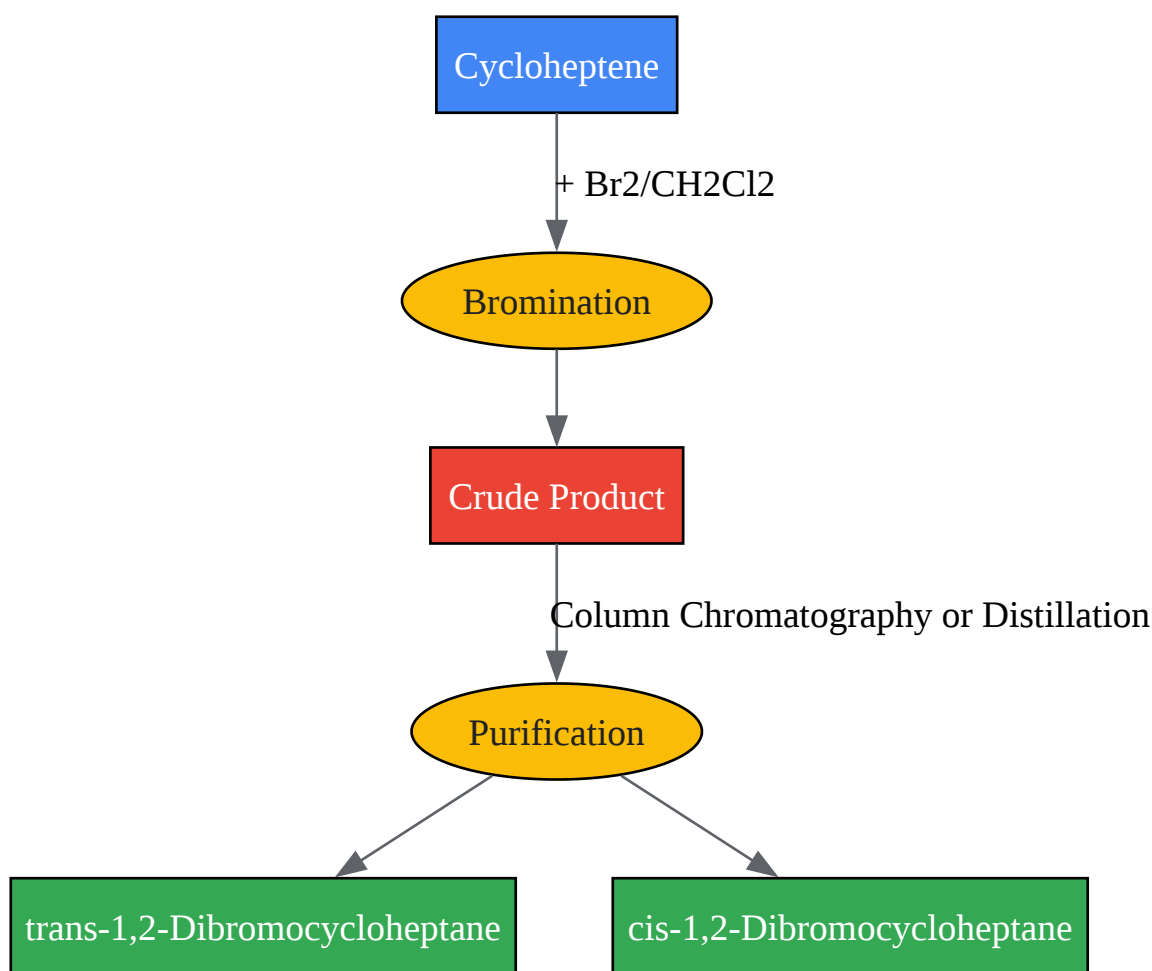 Cycloheptene
+ Br2/CH2Cl2
Bromination
Crude Product
Column Chromatography or Distillation
Purification
trans-1,2-Dibromocycloheptane
cis-1,2-Dibromocycloheptane